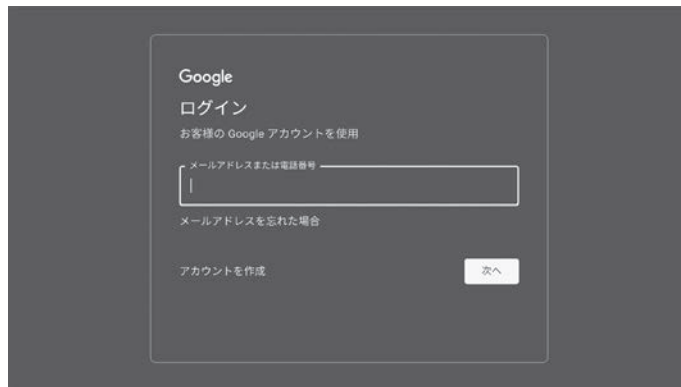 Google
ログイン
お客様の Google アカウントを使用
メールアドレスまたは電話番号
メールアドレスを忘れた場合
アカウントを作成
次へ